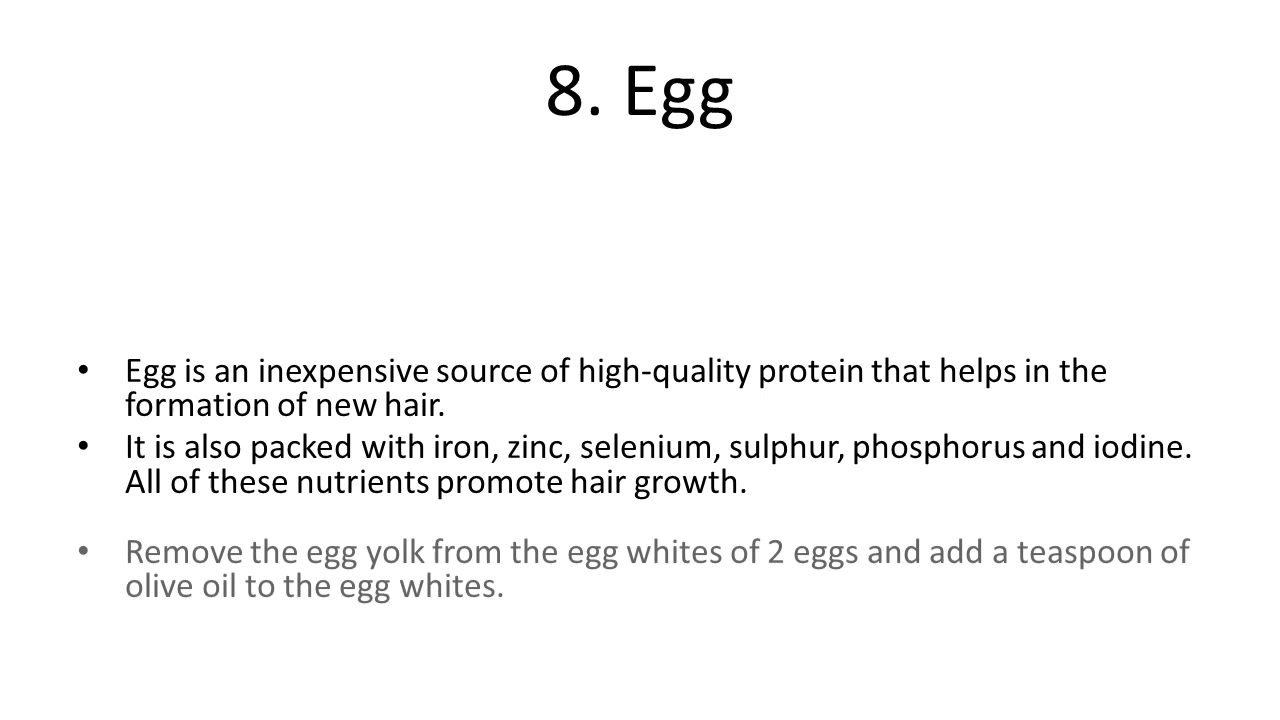 8. Egg
• Egg is an inexpensive source of high-quality protein that helps in the
formation of new hair.
• It is also packed with iron, zinc, selenium, sulphur, phosphorus and iodine.
All of these nutrients promote hair growth.
• Remove the egg yolk from the egg whites of 2 eggs and add a teaspoon of
olive oil to the egg whites.